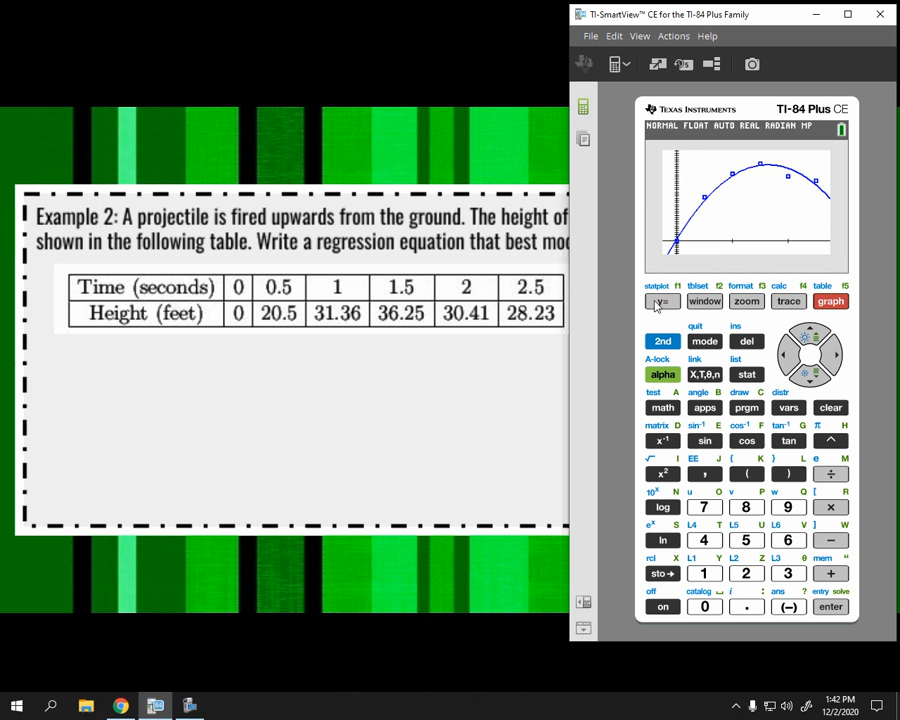 TI-SmartView™ CE for the TI-84 Plus Family
File Edit View Actions Help
TEXAS INSTRUMENTS TI-84 Plus CE
NORMAL FLOAT AUTO REAL RADIAN MP
Example 2: A projectile is fired upwards from the ground. The height of
shown in the following table. Write a regression equation that best mo
Time (seconds) 0 0.5 1 1.5 2 2.5
Height (feet) 0 20.5 31.36 36.25 30.41 28.23
statplot f1 tblset f2 format f3 calc f4 table f5
y= window zoom trace graph
quit ins
2nd mode del
A-lock link list
alpha X,T,θ,n stat
test A angle B draw C distr
math apps prgm vars clear
matrix D sin⁻¹ E cos⁻¹ F tan⁻¹ G π H
x⁻¹ sin cos tan ^
√ I EE J { K } L e M
x² , ( ) ÷
10ˣ N u O v P w Q [ R
log 7 8 9 ×
eˣ S L4 T L5 U L6 V ] W
ln 4 5 6 −
rcl X L1 Y L2 Z L3 θ mem "
sto→ 1 2 3 +
off catalog ␣ i : ans ? entry solve
on 0 . (−) enter
1:42 PM
12/2/2020